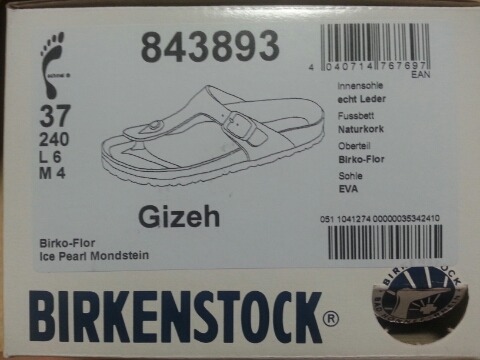 843893
37
240
L 6
M 4
4 040714 767697
EAN
Innensohle
echt Leder
Fussbett
Naturkork
Oberteil
Birko-Flor
Sohle
EVA
Gizeh
051 1041274 00000035342410
Birko-Flor
Ice Pearl Mondstein
BIRKENSTOCK®
BIRKENSTOCK